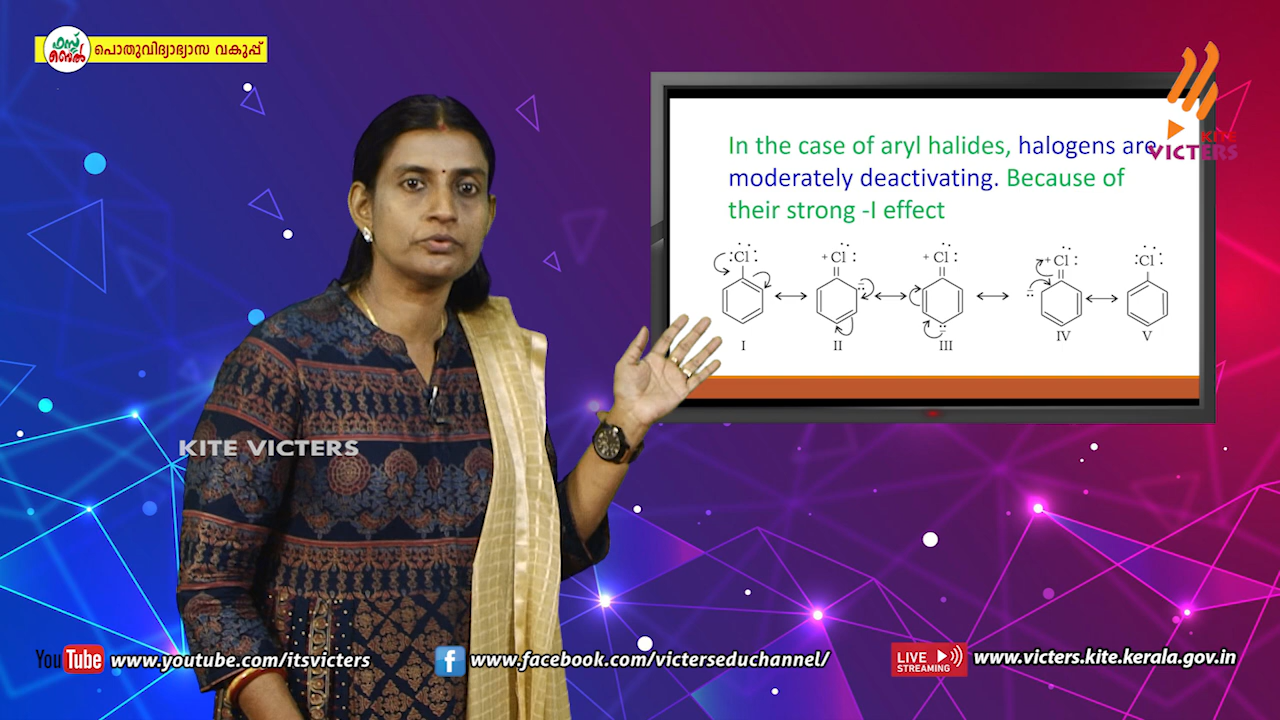 ഫസ്റ്റ്
ബെൽ
പൊതുവിദ്യാഭ്യാസ വകുപ്പ്
KITE
VICTERS
In the case of aryl halides, halogens are
moderately deactivating. Because of
their strong -I effect
:Cl: +Cl: +Cl: +Cl: :Cl:
I II III IV V
KITE VICTERS
YouTube www.youtube.com/itsvicters
f www.facebook.com/victerseduchannel/
LIVE
STREAMING
www.victers.kite.kerala.gov.in